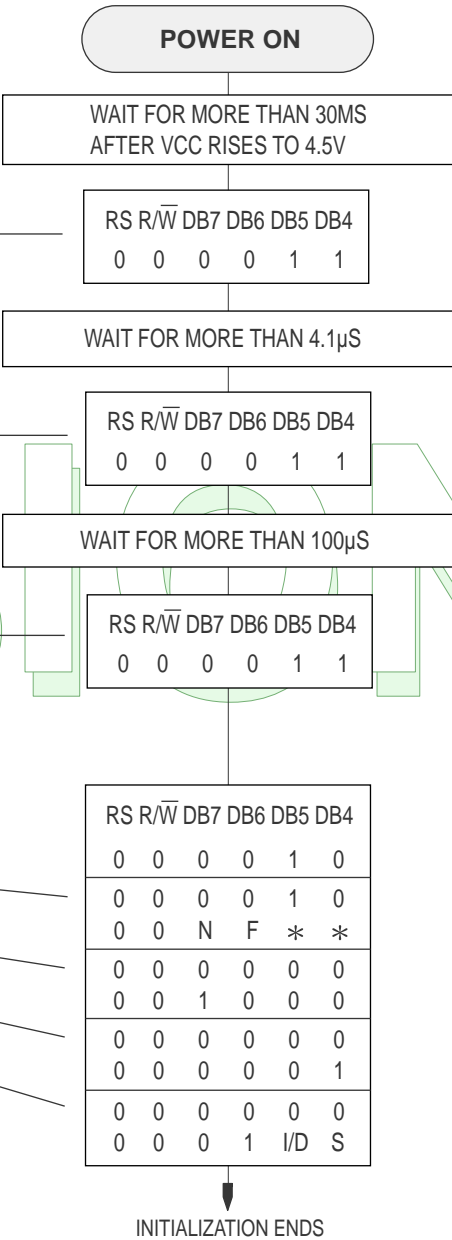 POWER ON
WAIT FOR MORE THAN 30MS
AFTER VCC RISES TO 4.5V
RS R/W̅ DB7 DB6 DB5 DB4
0 0 0 0 1 1
WAIT FOR MORE THAN 4.1µS
RS R/W̅ DB7 DB6 DB5 DB4
0 0 0 0 1 1
WAIT FOR MORE THAN 100µS
RS R/W̅ DB7 DB6 DB5 DB4
0 0 0 0 1 1
RS R/W̅ DB7 DB6 DB5 DB4
0 0 0 0 1 0
0 0 0 0 1 0
0 0 N F * *
0 0 0 0 0 0
0 0 1 0 0 0
0 0 0 0 0 0
0 0 0 0 0 1
0 0 0 0 0 0
0 0 0 1 I/D S
INITIALIZATION ENDS